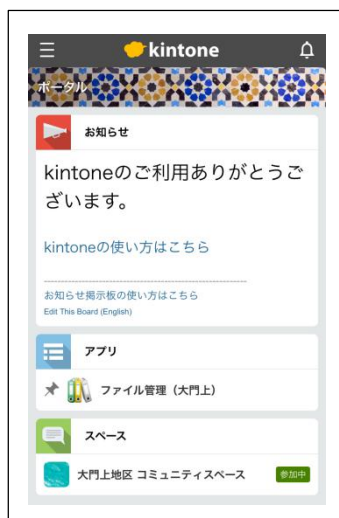 kintone
ポータル
お知らせ
kintoneのご利用ありがとうご
ざいます。
kintoneの使い方はこちら
お知らせ掲示板の使い方はこちら
Edit This Board (English)
アプリ
ファイル管理（大門上）
スペース
大門上地区 コミュニティスペース
参加中